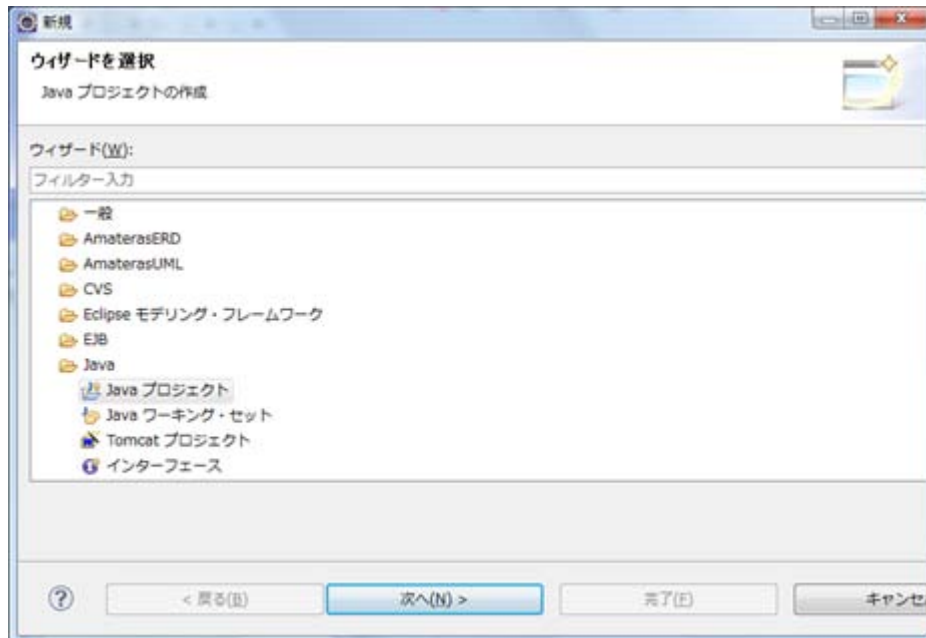 新規
ウィザードを選択
Java プロジェクトの作成
ウィザード(W):
フィルター入力
一般
AmaterasERD
AmaterasUML
CVS
Eclipse モデリング・フレームワーク
EJB
Java
Java プロジェクト
Java ワーキング・セット
Tomcat プロジェクト
インターフェース
< 戻る(B) 次へ(N) > 完了(F) キャンセ